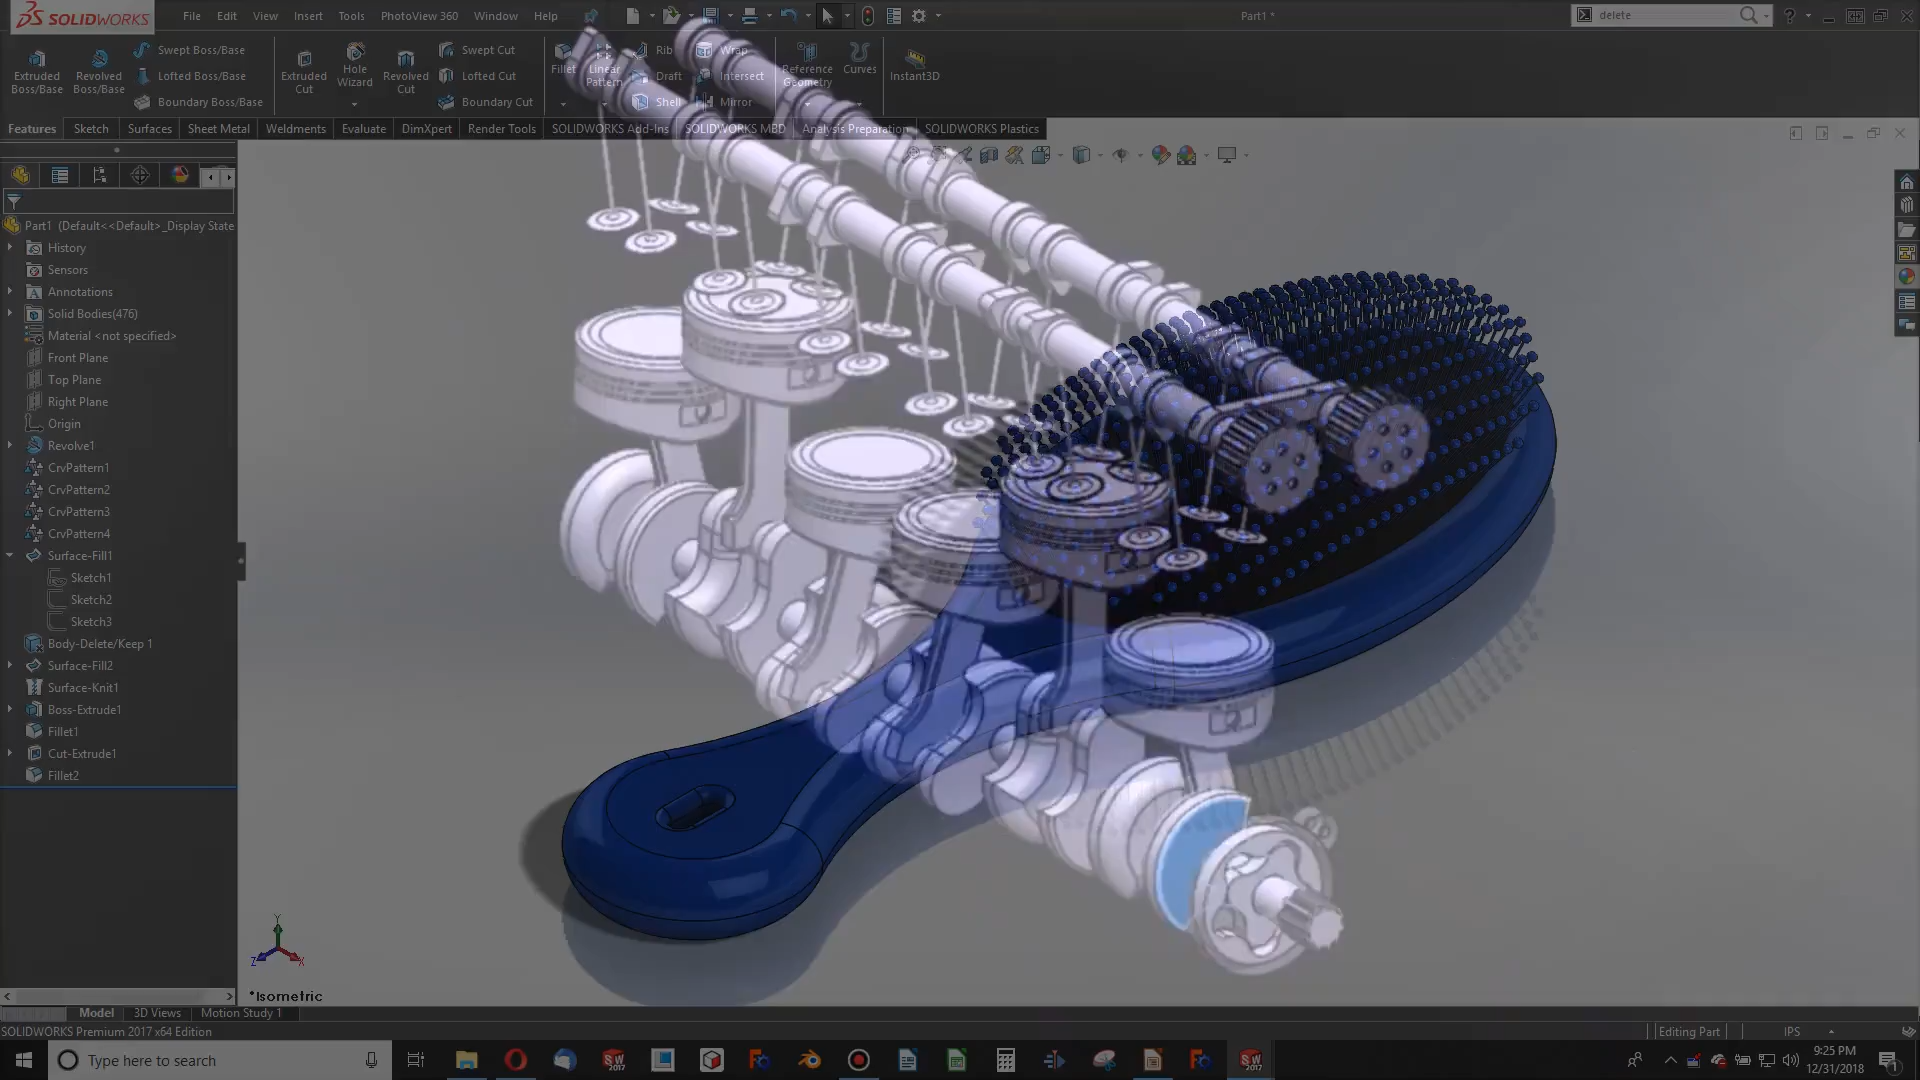 SOLIDWORKS
File Edit View Insert Tools PhotoView 360 Window Help
Part1 *
delete
Extruded Boss/Base
Revolved Boss/Base
Swept Boss/Base
Lofted Boss/Base
Boundary Boss/Base
Extruded Cut
Hole Wizard
Revolved Cut
Swept Cut
Lofted Cut
Boundary Cut
Fillet
Linear Pattern
Rib
Draft
Shell
Wrap
Intersect
Mirror
Reference Geometry
Curves
Instant3D
Features Sketch Surfaces Sheet Metal Weldments Evaluate DimXpert Render Tools SOLIDWORKS Add-Ins SOLIDWORKS MBD Analysis Preparation SOLIDWORKS Plastics
Part1 (Default<<Default>_Display State
History
Sensors
Annotations
Solid Bodies(476)
Material <not specified>
Front Plane
Top Plane
Right Plane
Origin
Revolve1
CrvPattern1
CrvPattern2
CrvPattern3
CrvPattern4
Surface-Fill1
Sketch1
Sketch2
Sketch3
Body-Delete/Keep 1
Surface-Fill2
Surface-Knit1
Boss-Extrude1
Fillet1
Cut-Extrude1
Fillet2
Y
Z
X
*Isometric
Model 3D Views Motion Study 1
SOLIDWORKS Premium 2017 x64 Edition
Editing Part
IPS
Type here to search
SW 2017
SW 2017
9:25 PM
12/31/2018
1